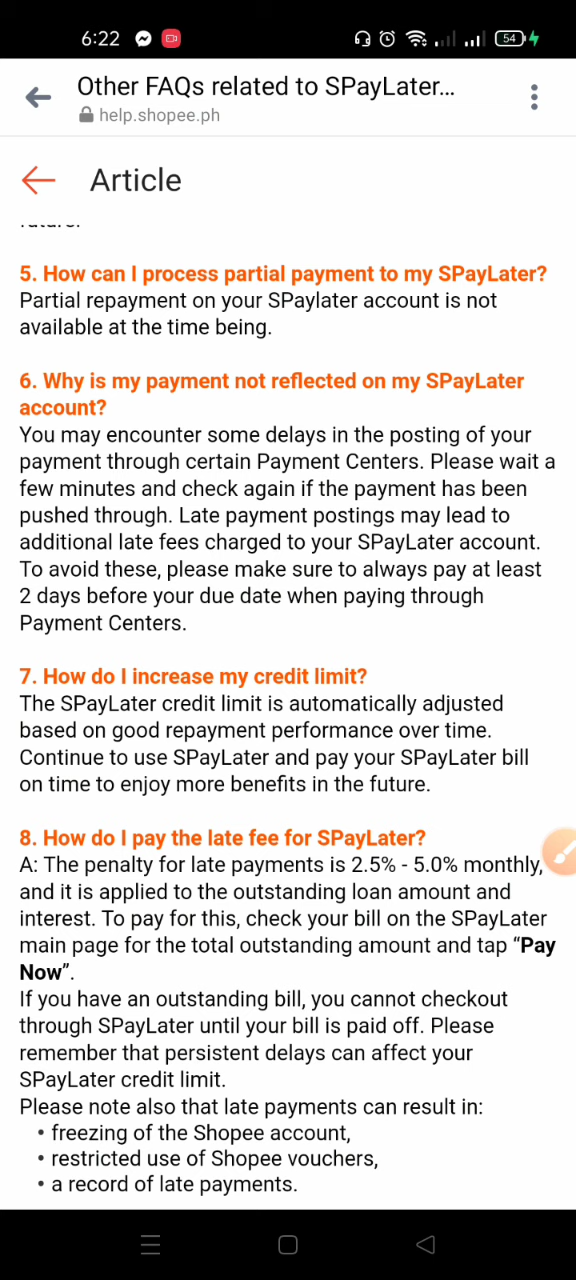 6:22
54
Other FAQs related to SPayLater...
help.shopee.ph
Article
5. How can I process partial payment to my SPayLater?
Partial repayment on your SPaylater account is not
available at the time being.
6. Why is my payment not reflected on my SPayLater
account?
You may encounter some delays in the posting of your
payment through certain Payment Centers. Please wait a
few minutes and check again if the payment has been
pushed through. Late payment postings may lead to
additional late fees charged to your SPayLater account.
To avoid these, please make sure to always pay at least
2 days before your due date when paying through
Payment Centers.
7. How do I increase my credit limit?
The SPayLater credit limit is automatically adjusted
based on good repayment performance over time.
Continue to use SPayLater and pay your SPayLater bill
on time to enjoy more benefits in the future.
8. How do I pay the late fee for SPayLater?
A: The penalty for late payments is 2.5% - 5.0% monthly,
and it is applied to the outstanding loan amount and
interest. To pay for this, check your bill on the SPayLater
main page for the total outstanding amount and tap “Pay
Now”.
If you have an outstanding bill, you cannot checkout
through SPayLater until your bill is paid off. Please
remember that persistent delays can affect your
SPayLater credit limit.
Please note also that late payments can result in:
• freezing of the Shopee account,
• restricted use of Shopee vouchers,
• a record of late payments.